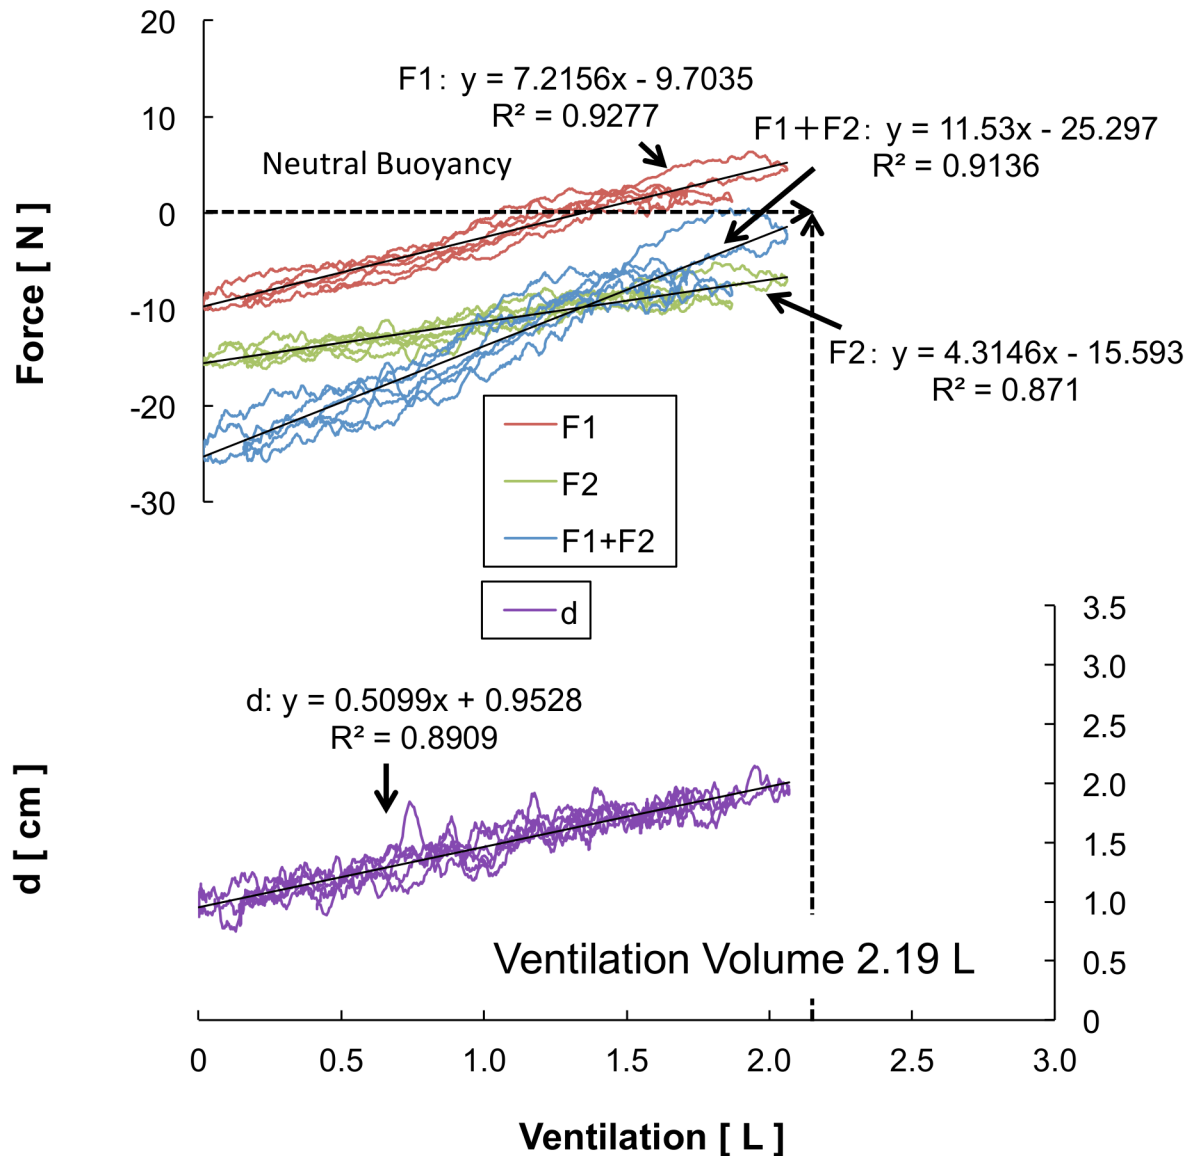 20
F1: y = 7.2156x - 9.7035
R² = 0.9277
10
F1+F2: y = 11.53x - 25.297
R² = 0.9136
Neutral Buoyancy
0
Force [ N ]
-10
F2: y = 4.3146x - 15.593
R² = 0.871
-20
-30
F1
F2
F1+F2
d
3.5
3.0
2.5
2.0
1.5
1.0
0.5
0
d: y = 0.5099x + 0.9528
R² = 0.8909
d [ cm ]
Ventilation Volume 2.19 L
0 0.5 1.0 1.5 2.0 2.5 3.0
Ventilation [ L ]